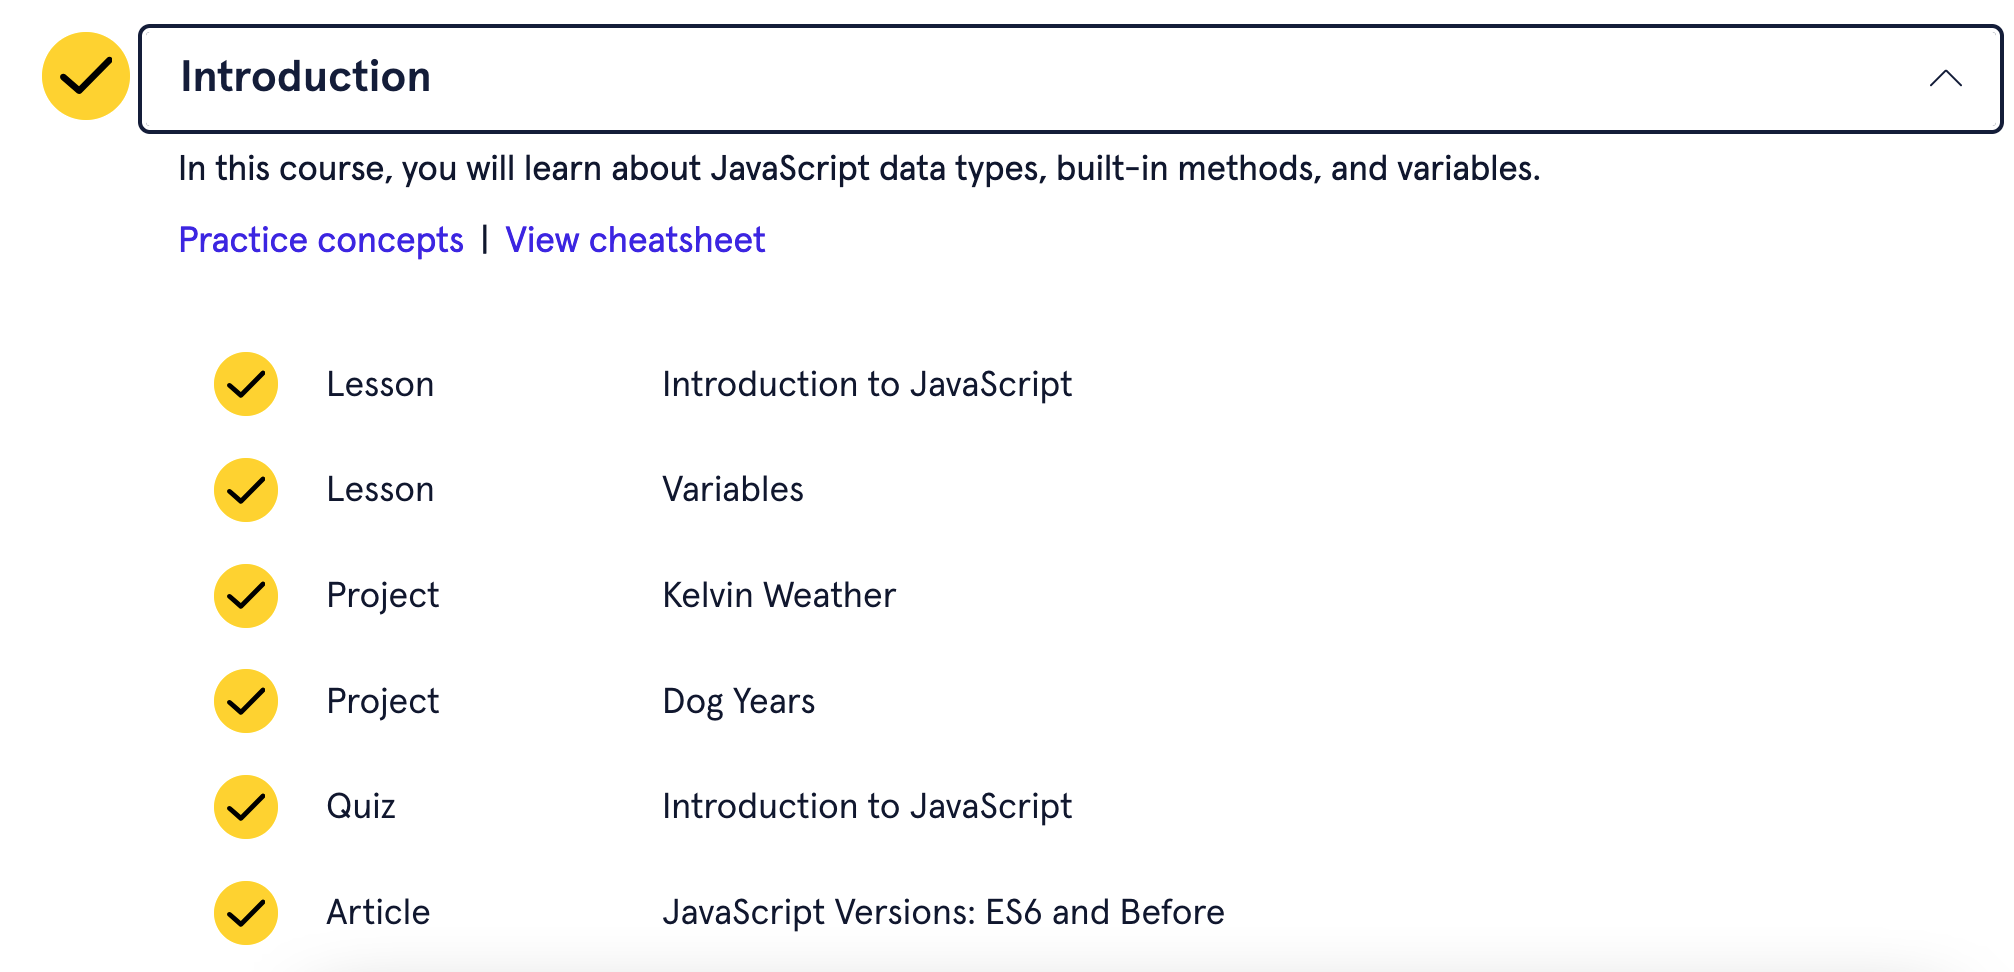 Introduction
In this course, you will learn about JavaScript data types, built-in methods, and variables.
Practice concepts | View cheatsheet
Lesson Introduction to JavaScript
Lesson Variables
Project Kelvin Weather
Project Dog Years
Quiz Introduction to JavaScript
Article JavaScript Versions: ES6 and Before